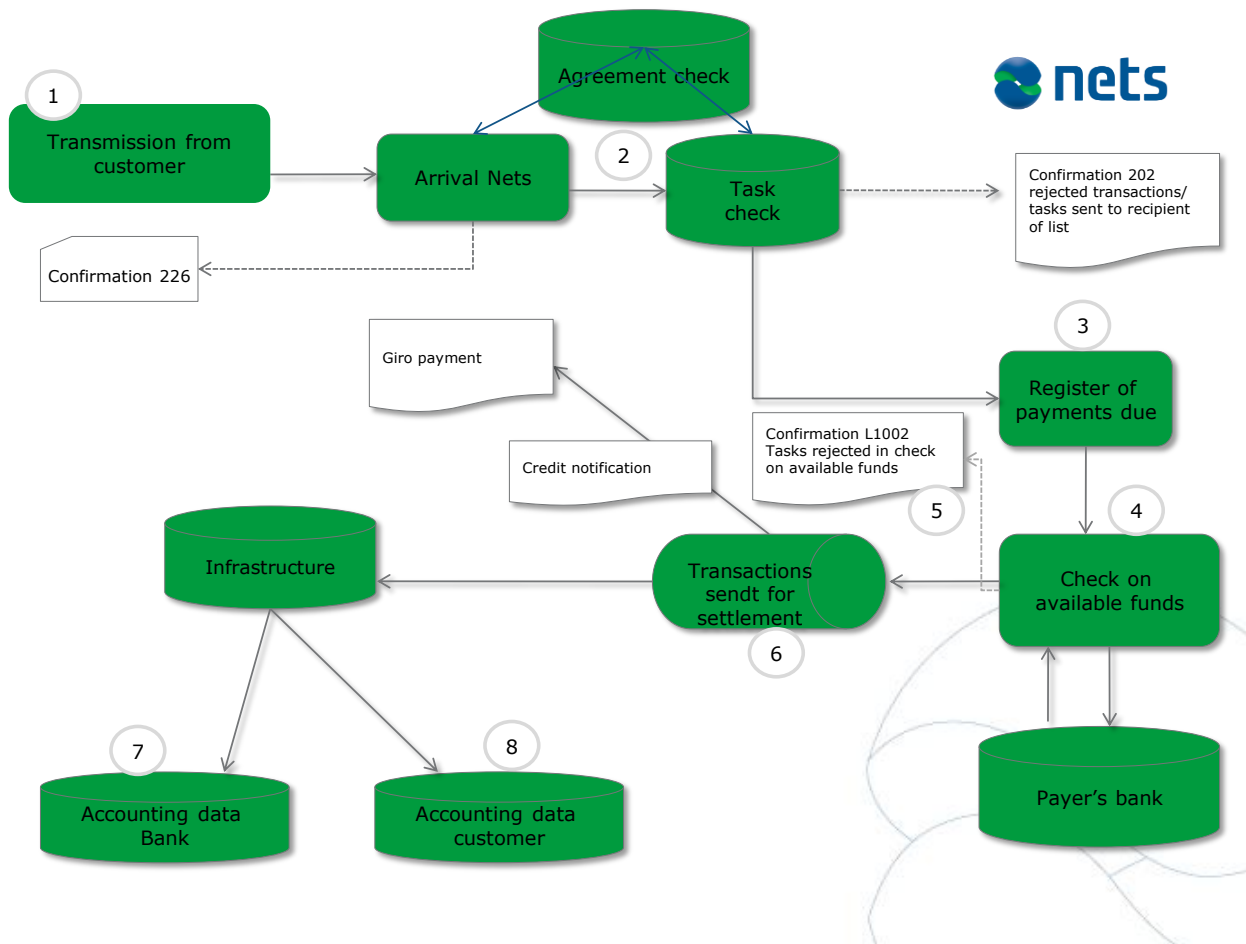 Agreement check
nets
1
Transmission from
customer
Arrival Nets
2
Task
check
Confirmation 202
rejected transactions/
tasks sent to recipient
of list
Confirmation 226
3
Giro payment
Register of
payments due
Confirmation L1002
Tasks rejected in check
on available funds
Credit notification
5
4
Infrastructure
Transactions
sendt for
settlement
Check on
available funds
6
7
8
Accounting data
Bank
Accounting data
customer
Payer's bank